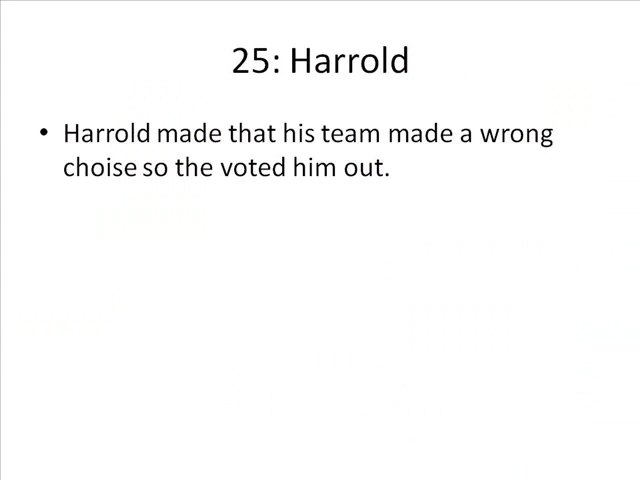 25: Harrold
• Harrold made that his team made a wrong
choise so the voted him out.